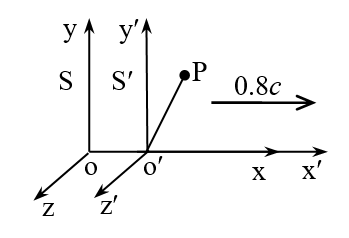 y y′
S S′ P 0.8c
o o′ x x′
z z′